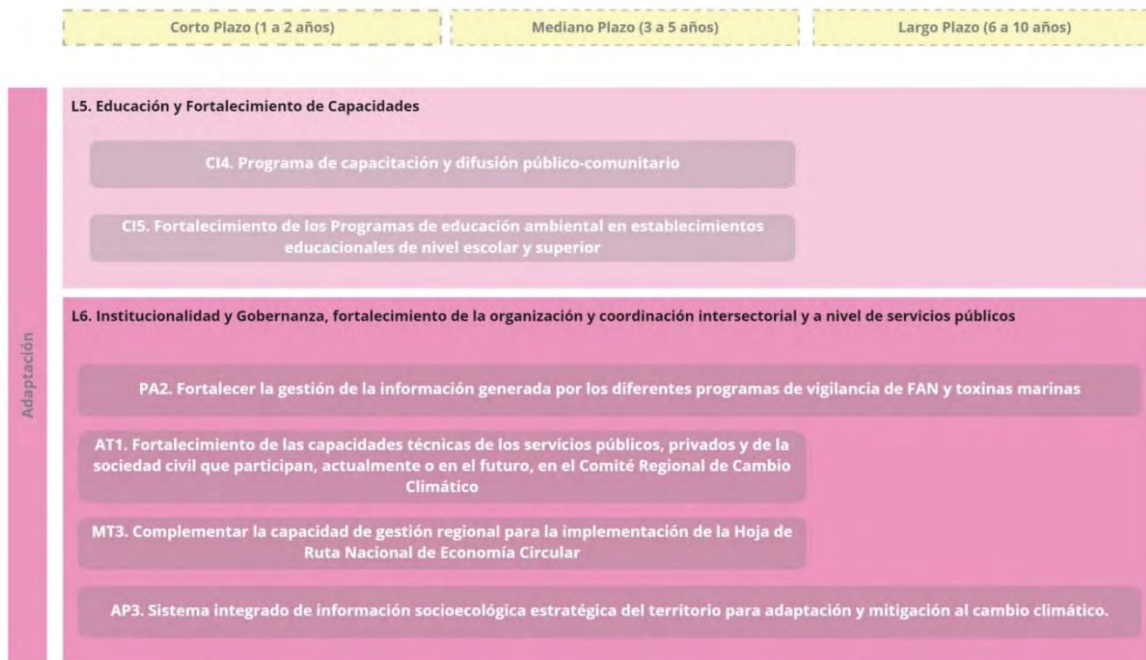 Corto Plazo (1 a 2 años)
Mediano Plazo (3 a 5 años)
Largo Plazo (6 a 10 años)
Adaptación
L5. Educación y Fortalecimiento de Capacidades
CI4. Programa de capacitación y difusión público-comunitario
CI5. Fortalecimiento de los Programas de educación ambiental en establecimientos
educacionales de nivel escolar y superior
L6. Institucionalidad y Gobernanza, fortalecimiento de la organización y coordinación intersectorial y a nivel de servicios públicos
PA2. Fortalecer la gestión de la información generada por los diferentes programas de vigilancia de FAN y toxinas marinas
AT1. Fortalecimiento de las capacidades técnicas de los servicios públicos, privados y de la
sociedad civil que participan, actualmente o en el futuro, en el Comité Regional de Cambio
Climático
MT3. Complementar la capacidad de gestión regional para la implementación de la Hoja de
Ruta Nacional de Economía Circular
AP3. Sistema integrado de información socioecológica estratégica del territorio para adaptación y mitigación al cambio climático.